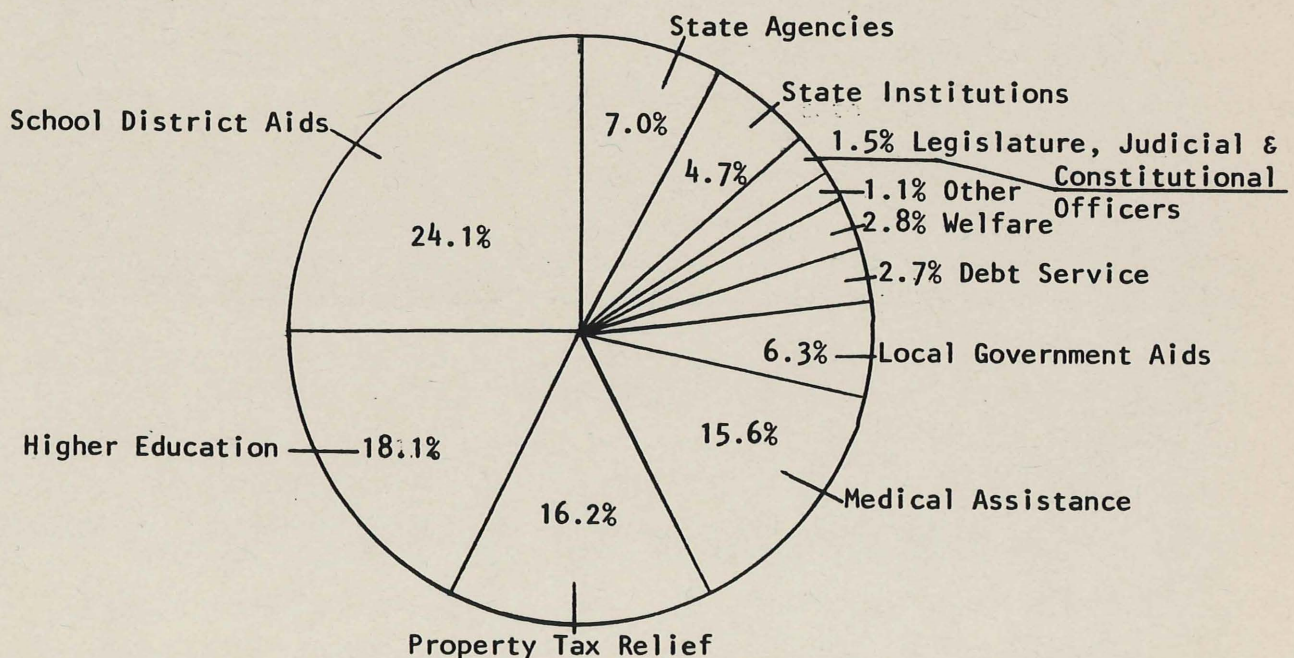 State Agencies
School District Aids
7.0%
State Institutions
4.7%
1.5% Legislature, Judicial &
Constitutional
Officers
1.1% Other
2.8% Welfare
24.1%
2.7% Debt Service
6.3%
Local Government Aids
15.6%
Higher Education
18.1%
Medical Assistance
16.2%
Property Tax Relief